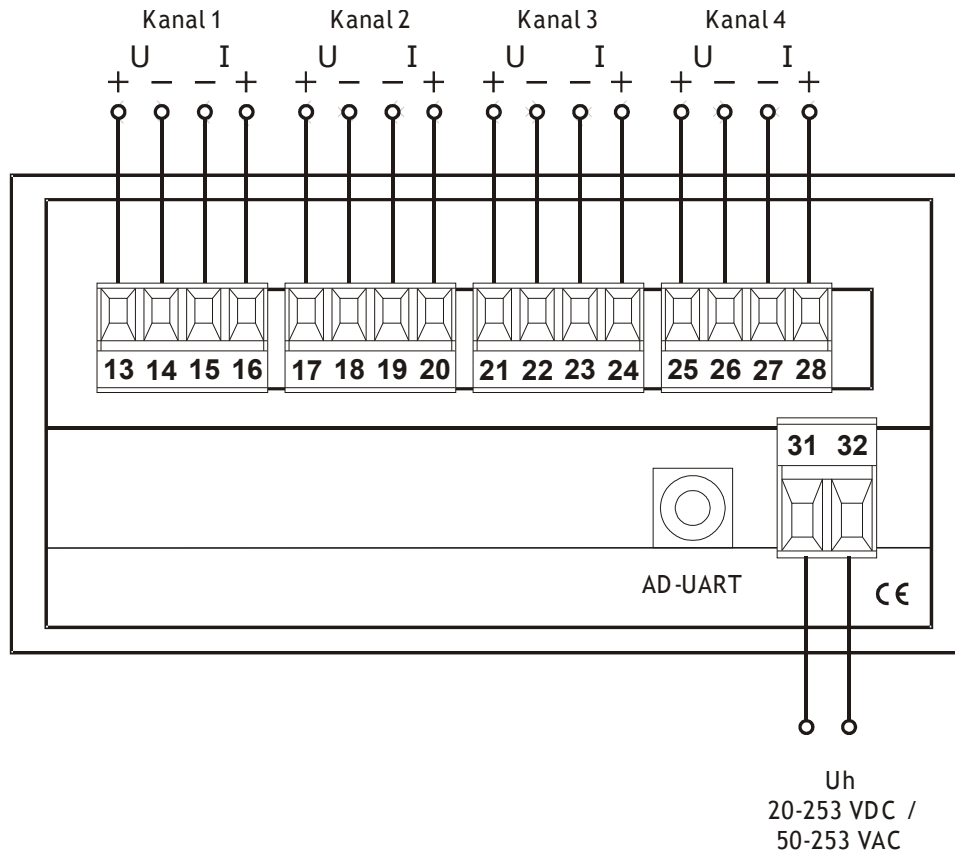 Kanal 1 Kanal 2 Kanal 3 Kanal 4
U I U I U I U I
+ − − + + − − + + − − + + − − +
13 14 15 16 17 18 19 20 21 22 23 24 25 26 27 28
31 32
AD-UART
CE
Uh
20-253 VDC /
50-253 VAC